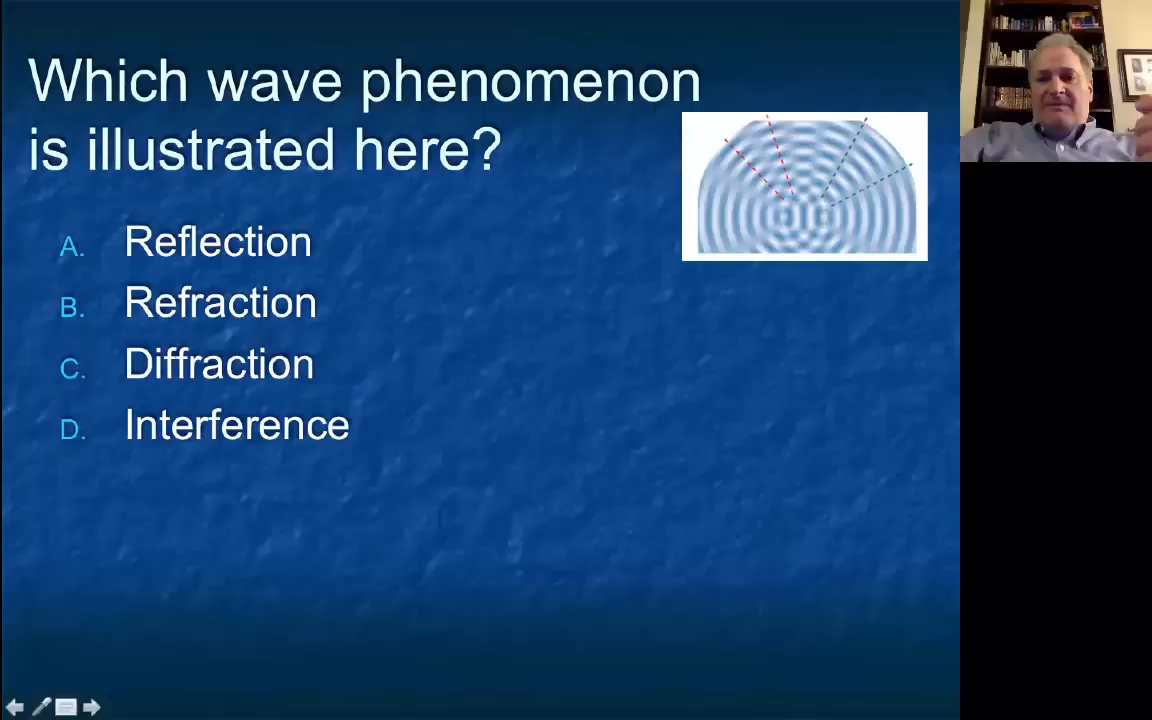 Which wave phenomenon
is illustrated here?
A. Reflection
B. Refraction
C. Diffraction
D. Interference